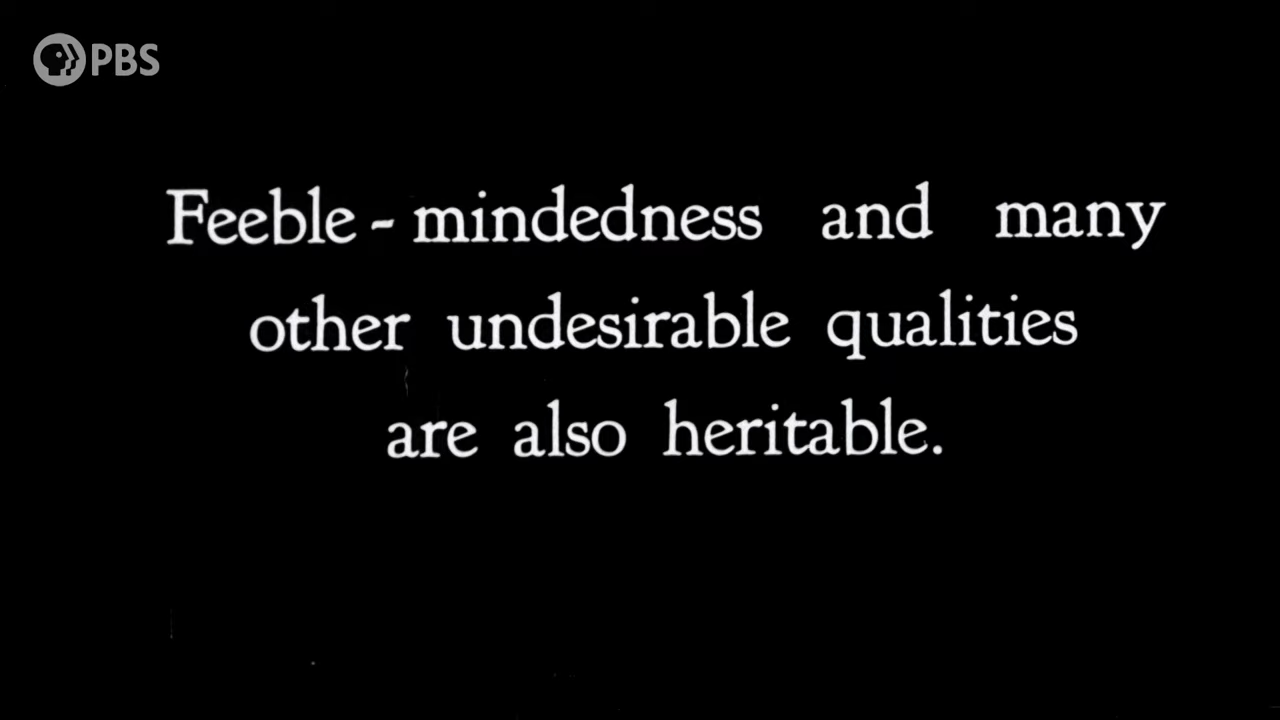 PBS
Feeble-mindedness and many
other undesirable qualities
are also heritable.